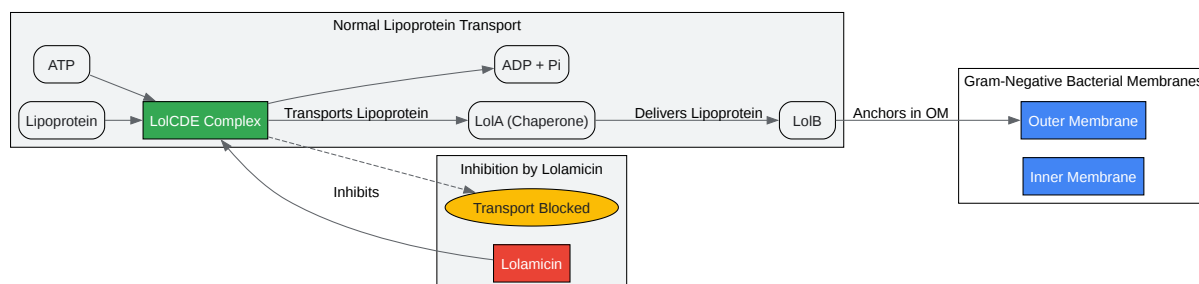 Normal Lipoprotein Transport
ATP
ADP + Pi
Lipoprotein
LolCDE Complex
Transports Lipoprotein
LolA (Chaperone)
Delivers Lipoprotein
LolB
Anchors in OM
Gram-Negative Bacterial Membranes
Outer Membrane
Inner Membrane
Inhibition by Lolamicin
Inhibits
Transport Blocked
Lolamicin